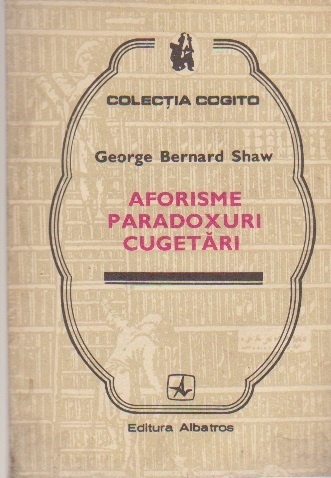 COLECȚIA COGITO
George Bernard Shaw
AFORISME
PARADOXURI
CUGETĂRI
Editura Albatros